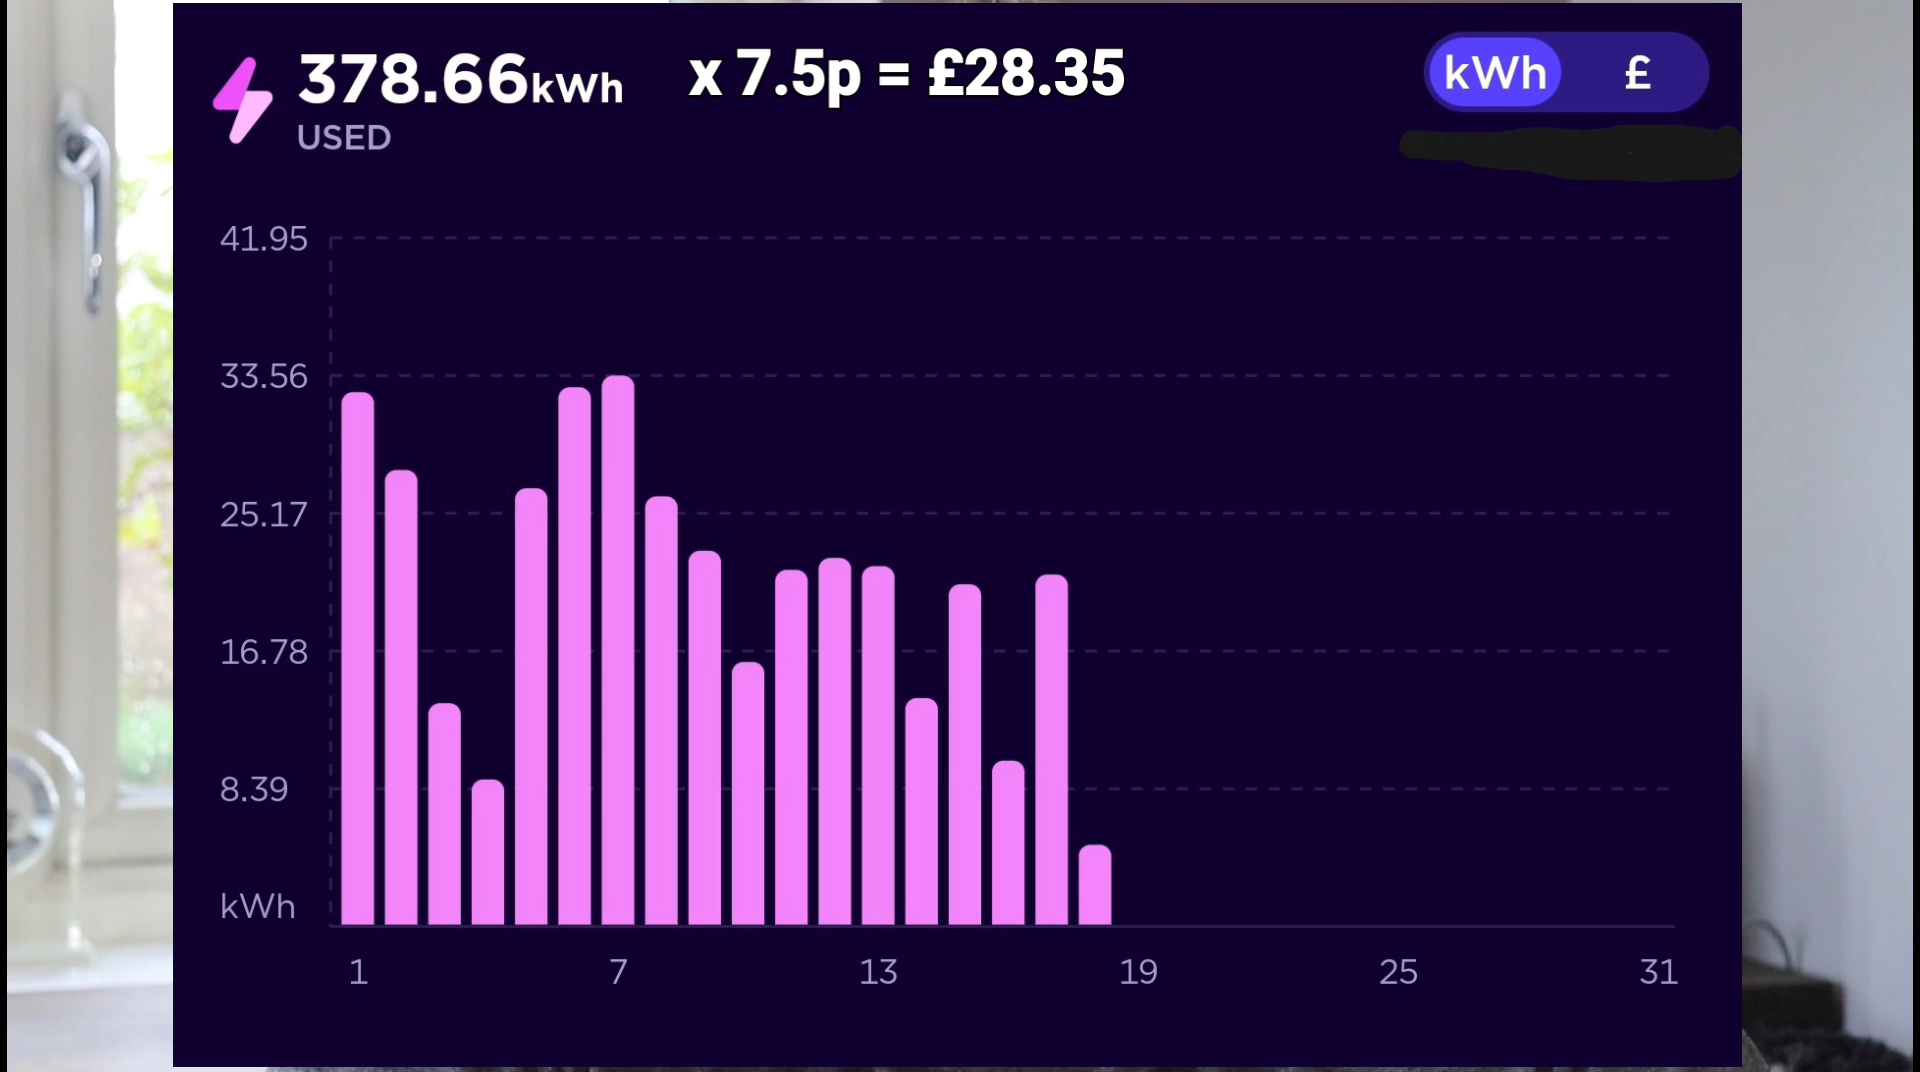 378.66kWh x 7.5p = £28.35
USED
kWh £
41.95
33.56
25.17
16.78
8.39
kWh
1 7 13 19 25 31